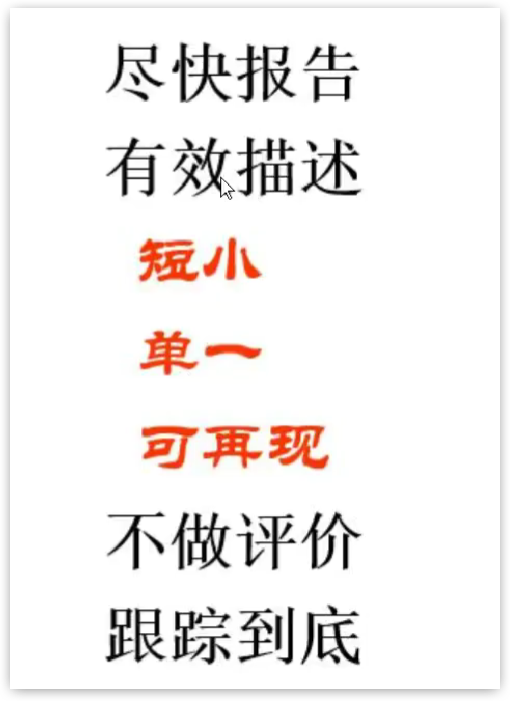 尽快报告
有效描述
短小
单一
可再现
不做评价
跟踪到底